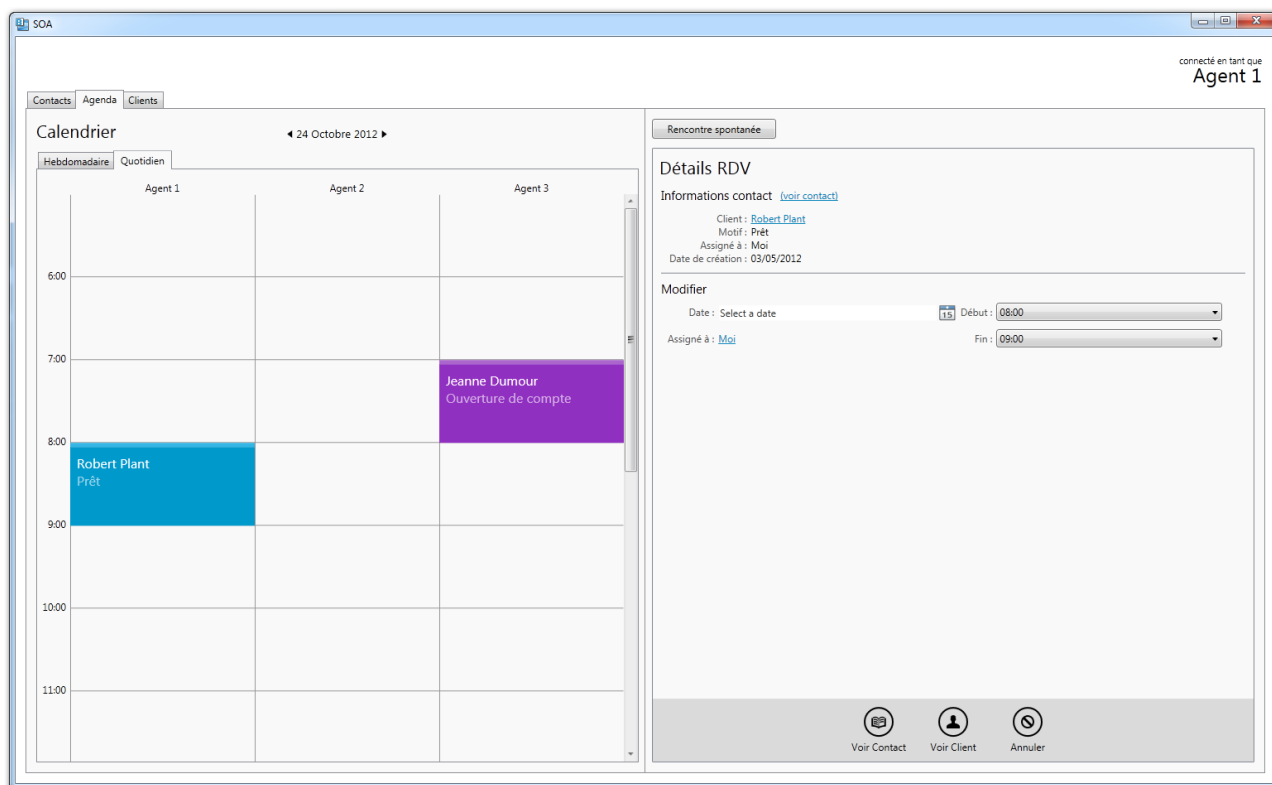 SOA
connecté en tant que
Agent 1
Contacts Agenda Clients
Calendrier
24 Octobre 2012
Hebdomadaire Quotidien
Agent 1 Agent 2 Agent 3
6:00
7:00
Jeanne Dumour
Ouverture de compte
8:00
Robert Plant
Prêt
9:00
10:00
11:00
Rencontre spontanée
Détails RDV
Informations contact (voir contact)
Client : Robert Plant
Motif : Prêt
Assigné à : Moi
Date de création : 03/05/2012
Modifier
Date : Select a date 15 Début : 08:00
Assigné à : Moi Fin : 09:00
Voir Contact Voir Client Annuler